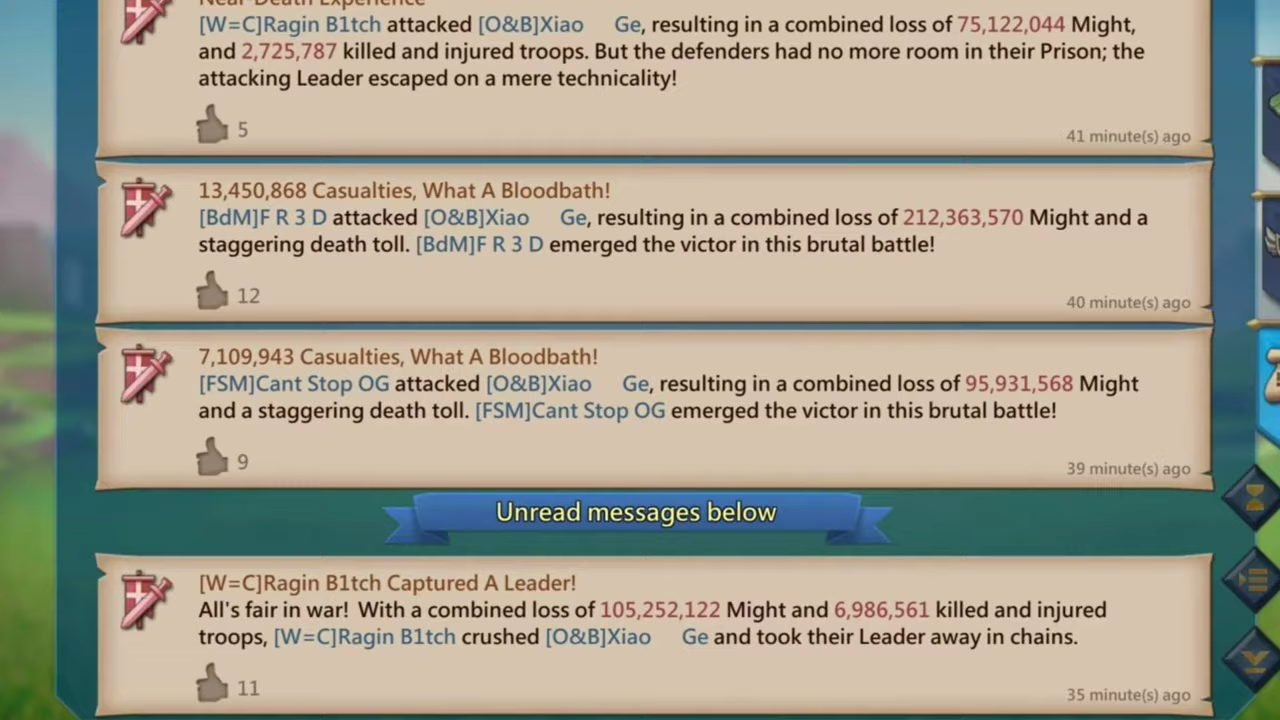 Near-Death Experience
[W=C]Ragin B1tch attacked [O&B]Xiao Ge, resulting in a combined loss of 75,122,044 Might,
and 2,725,787 killed and injured troops. But the defenders had no more room in their Prison; the
attacking Leader escaped on a mere technicality!
5
41 minute(s) ago
13,450,868 Casualties, What A Bloodbath!
[BdM]F R 3 D attacked [O&B]Xiao Ge, resulting in a combined loss of 212,363,570 Might and a
staggering death toll. [BdM]F R 3 D emerged the victor in this brutal battle!
12
40 minute(s) ago
7,109,943 Casualties, What A Bloodbath!
[FSM]Cant Stop OG attacked [O&B]Xiao Ge, resulting in a combined loss of 95,931,568 Might
and a staggering death toll. [FSM]Cant Stop OG emerged the victor in this brutal battle!
9
39 minute(s) ago
Unread messages below
[W=C]Ragin B1tch Captured A Leader!
All's fair in war! With a combined loss of 105,252,122 Might and 6,986,561 killed and injured
troops, [W=C]Ragin B1tch crushed [O&B]Xiao Ge and took their Leader away in chains.
11
35 minute(s) ago